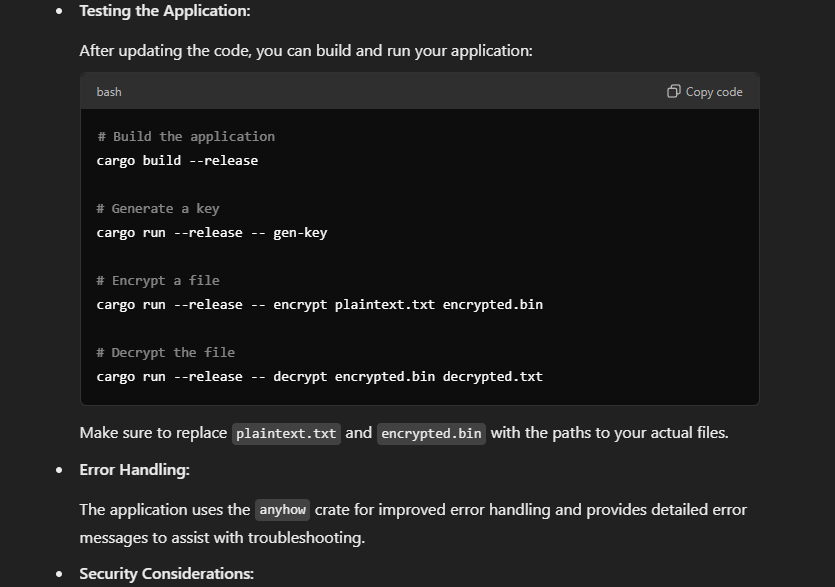 Testing the Application:
After updating the code, you can build and run your application:
bash
Copy code
# Build the application
cargo build --release
# Generate a key
cargo run --release -- gen-key
# Encrypt a file
cargo run --release -- encrypt plaintext.txt encrypted.bin
# Decrypt the file
cargo run --release -- decrypt encrypted.bin decrypted.txt
Make sure to replace plaintext.txt and encrypted.bin with the paths to your actual files.
Error Handling:
The application uses the anyhow crate for improved error handling and provides detailed error
messages to assist with troubleshooting.
Security Considerations: